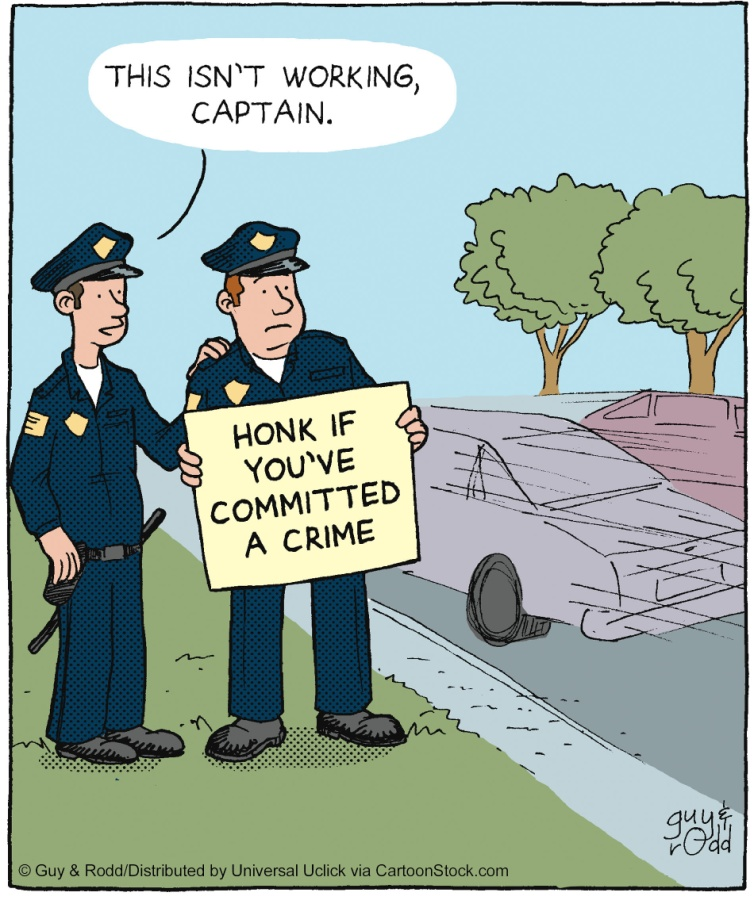 THIS ISN'T WORKING,
CAPTAIN.
HONK IF
YOU'VE
COMMITTED
A CRIME
guy &
rodd
© Guy & Rodd/Distributed by Universal Uclick via CartoonStock.com